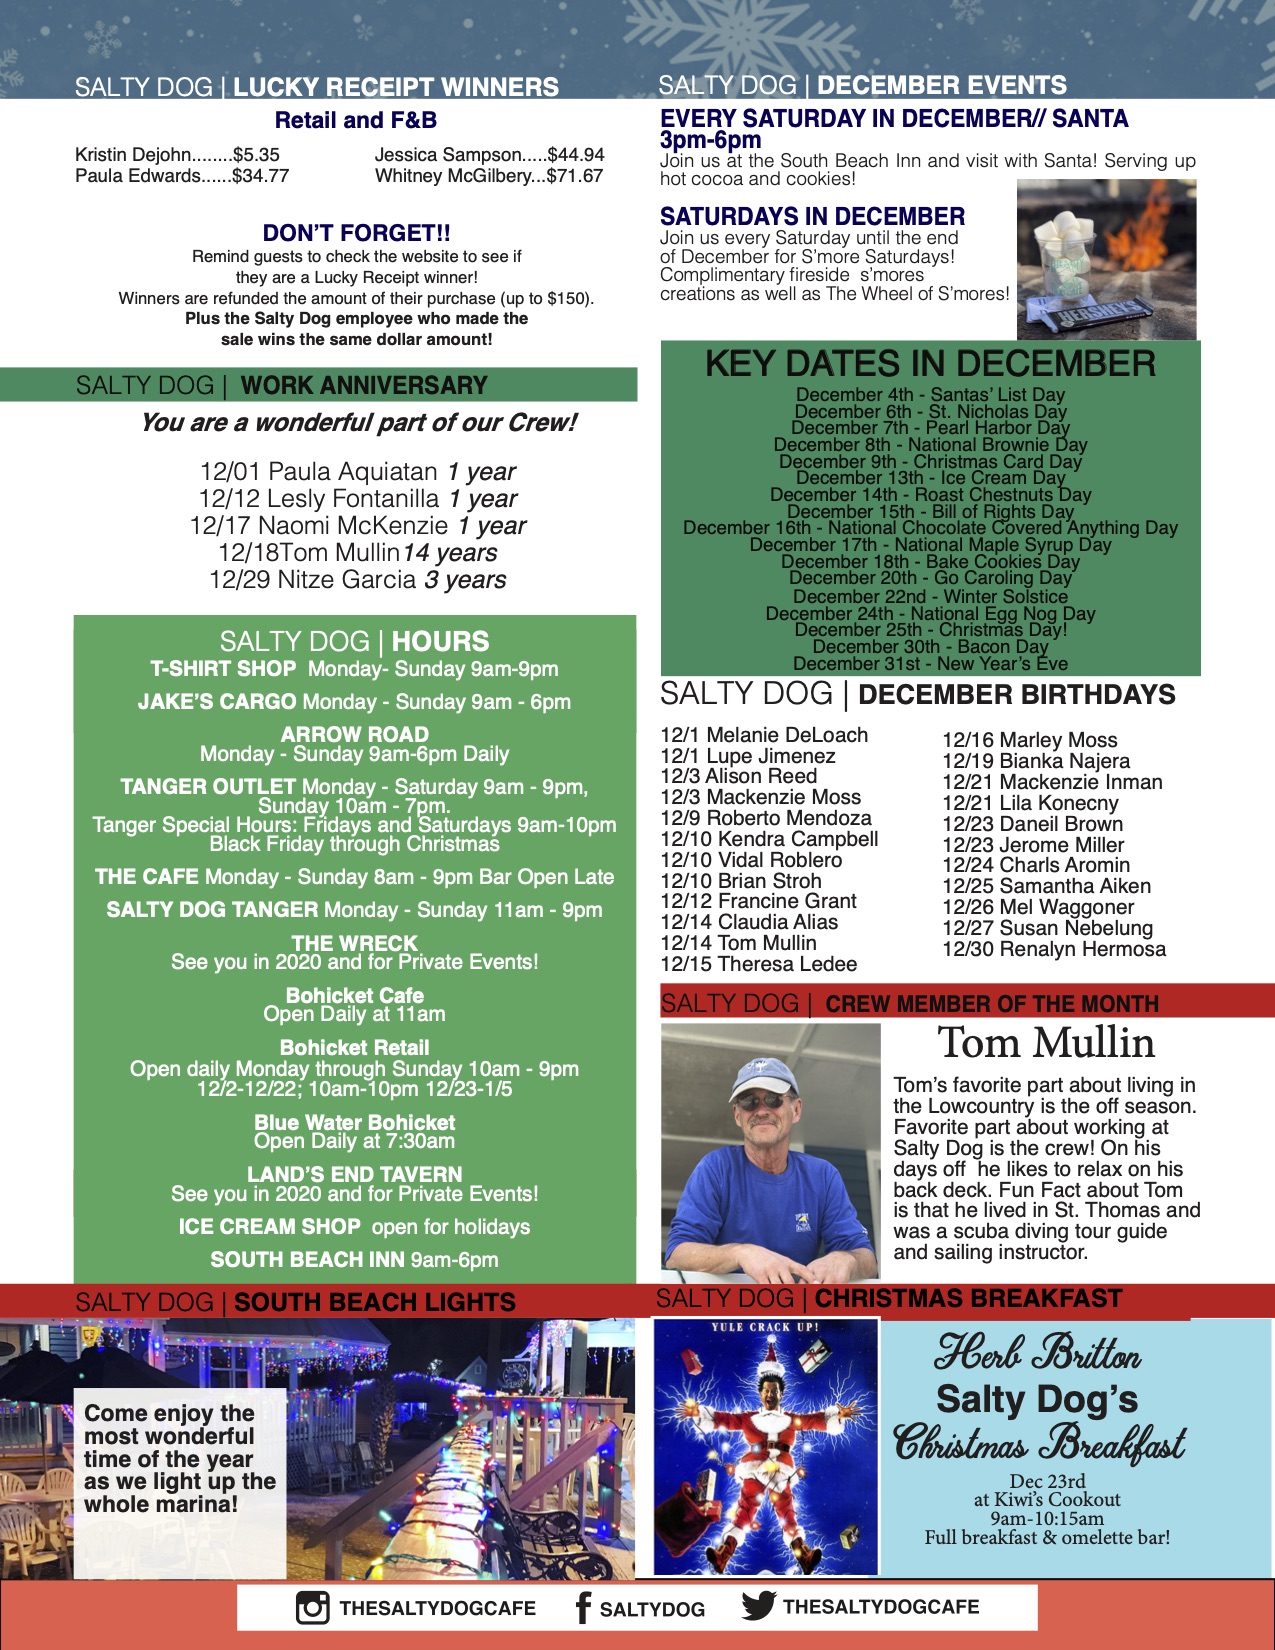 SALTY DOG | LUCKY RECEIPT WINNERS
Retail and F&B
Kristin Dejohn........$5.35
Paula Edwards......$34.77
Jessica Sampson.....$44.94
Whitney McGilbery...$71.67
DON'T FORGET!!
Remind guests to check the website to see if
they are a Lucky Receipt winner!
Winners are refunded the amount of their purchase (up to $150).
Plus the Salty Dog employee who made the
sale wins the same dollar amount!
SALTY DOG | WORK ANNIVERSARY
You are a wonderful part of our Crew!
12/01 Paula Aquiatan 1 year
12/12 Lesly Fontanilla 1 year
12/17 Naomi McKenzie 1 year
12/18Tom Mullin14 years
12/29 Nitze Garcia 3 years
SALTY DOG | HOURS
T-SHIRT SHOP Monday- Sunday 9am-9pm
JAKE'S CARGO Monday - Sunday 9am - 6pm
ARROW ROAD
Monday - Sunday 9am-6pm Daily
TANGER OUTLET Monday - Saturday 9am - 9pm,
Sunday 10am - 7pm.
Tanger Special Hours: Fridays and Saturdays 9am-10pm
Black Friday through Christmas
THE CAFE Monday - Sunday 8am - 9pm Bar Open Late
SALTY DOG TANGER Monday - Sunday 11am - 9pm
THE WRECK
See you in 2020 and for Private Events!
Bohicket Cafe
Open Daily at 11am
Bohicket Retail
Open daily Monday through Sunday 10am - 9pm
12/2-12/22; 10am-10pm 12/23-1/5
Blue Water Bohicket
Open Daily at 7:30am
LAND'S END TAVERN
See you in 2020 and for Private Events!
ICE CREAM SHOP open for holidays
SOUTH BEACH INN 9am-6pm
SALTY DOG | SOUTH BEACH LIGHTS
Come enjoy the
most wonderful
time of the year
as we light up the
whole marina!
SALTY DOG | DECEMBER EVENTS
EVERY SATURDAY IN DECEMBER// SANTA
3pm-6pm
Join us at the South Beach Inn and visit with Santa! Serving up
hot cocoa and cookies!
SATURDAYS IN DECEMBER
Join us every Saturday until the end
of December for S'more Saturdays!
Complimentary fireside s'mores
creations as well as The Wheel of S'mores!
HERSHEY'S
KEY DATES IN DECEMBER
December 4th - Santas' List Day
December 6th - St. Nicholas Day
December 7th - Pearl Harbor Day
December 8th - National Brownie Day
December 9th - Christmas Card Day
December 13th - Ice Cream Day
December 14th - Roast Chestnuts Day
December 15th - Bill of Rights Day
December 16th - National Chocolate Covered Anything Day
December 17th - National Maple Syrup Day
December 18th - Bake Cookies Day
December 20th - Go Caroling Day
December 22nd - Winter Solstice
December 24th - National Egg Nog Day
December 25th - Christmas Day!
December 30th - Bacon Day
December 31st - New Year's Eve
SALTY DOG | DECEMBER BIRTHDAYS
12/1 Melanie DeLoach
12/1 Lupe Jimenez
12/3 Alison Reed
12/3 Mackenzie Moss
12/9 Roberto Mendoza
12/10 Kendra Campbell
12/10 Vidal Roblero
12/10 Brian Stroh
12/12 Francine Grant
12/14 Claudia Alias
12/14 Tom Mullin
12/15 Theresa Ledee
12/16 Marley Moss
12/19 Bianka Najera
12/21 Mackenzie Inman
12/21 Lila Konecny
12/23 Daneil Brown
12/23 Jerome Miller
12/24 Charls Aromin
12/25 Samantha Aiken
12/26 Mel Waggoner
12/27 Susan Nebelung
12/30 Renalyn Hermosa
SALTY DOG | CREW MEMBER OF THE MONTH
Tom Mullin
Tom's favorite part about living in
the Lowcountry is the off season.
Favorite part about working at
Salty Dog is the crew! On his
days off he likes to relax on his
back deck. Fun Fact about Tom
is that he lived in St. Thomas and
was a scuba diving tour guide
and sailing instructor.
SALTY DOG | CHRISTMAS BREAKFAST
YULE CRACK UP!
Herb Britton
Salty Dog's
Christmas Breakfast
Dec 23rd
at Kiwi's Cookout
9am-10:15am
Full breakfast & omelette bar!
THESALTYDOGCAFE
SALTYDOG
THESALTYDOGCAFE